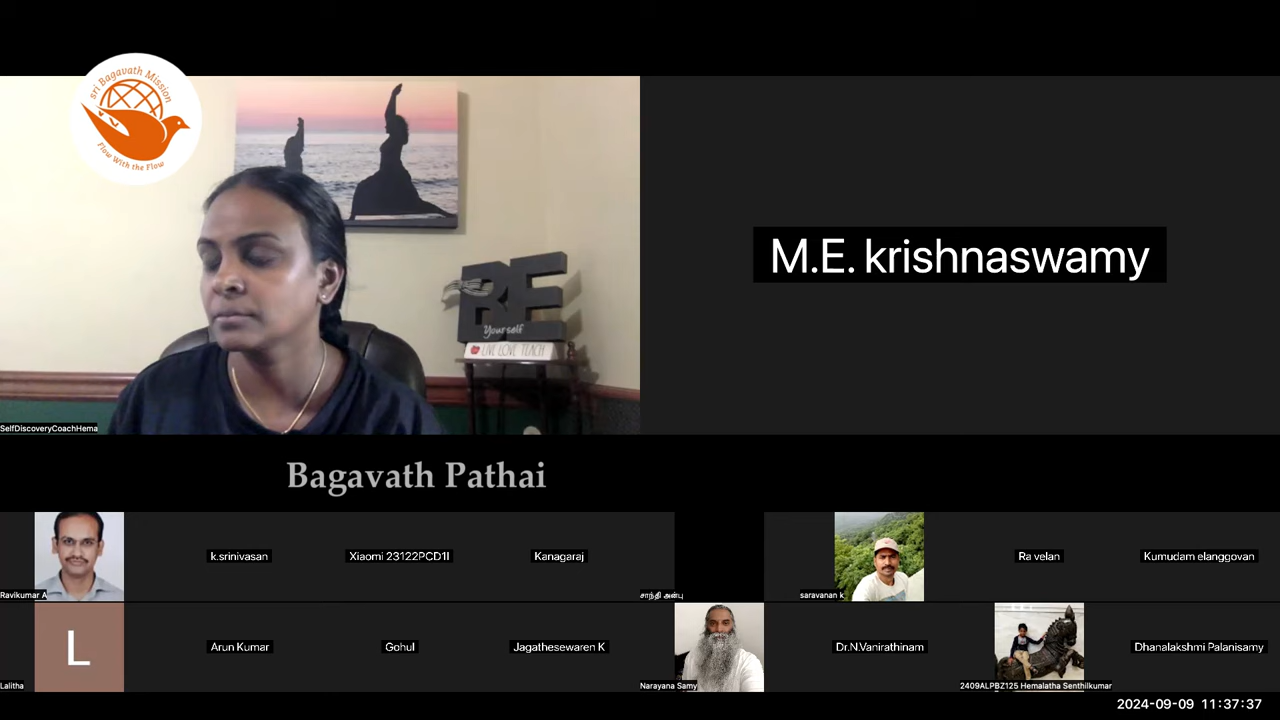 sri Bagavath Mission
Flow With the Flow
BE
Yourself
LIVE LOVE TEACH
SelfDiscoveryCoachHema
M.E. krishnaswamy
Bagavath Pathai
Ravikumar A
k.srinivasan
Xiaomi 23122PCD1I
Kanagaraj
சாந்தி அன்பு
saravanan k
Ra velan
Kumudam elanggovan
L
Lalitha
Arun Kumar
Gohul
Jagathesewaren K
Narayana Samy
Dr.N.Vanirathinam
2409ALPBZ125 Hemalatha Senthilkumar
Dhanalakshmi Palanisamy
2024-09-09 11:37:37